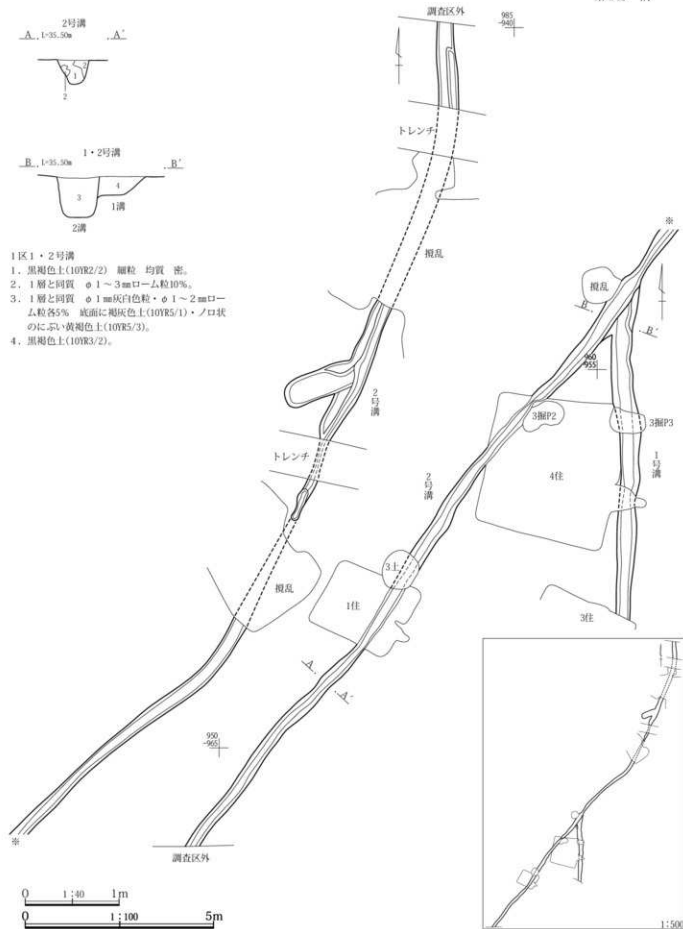 2号溝
A L=35.50m A′
1
2
2
1・2号溝
B L=35.50m B′
3
4
1溝
2溝
1区1・2号溝
1．黒褐色土(10YR2/2) 細粒 均質 密。
2．1層と同質 φ1～3㎜ローム粒10%。
3．1層と同質 φ1㎜灰白色粒・φ1～2㎜ロー
ム粒各5% 底面に褐灰色土(10YR5/1)・ノロ状
のにぶい黄褐色土(10YR5/3)。
4．黒褐色土(10YR3/2)。
調査区外
985
-940
トレンチ
攪乱
2号溝
トレンチ
攪乱
※
※
攪乱
B
B′
960
-955
3掘P2
3掘P3
4住
1号溝
2号溝
3土
1住
3住
A
A′
950
-965
調査区外
0 1:40 1m
0 1:100 5m
1:500